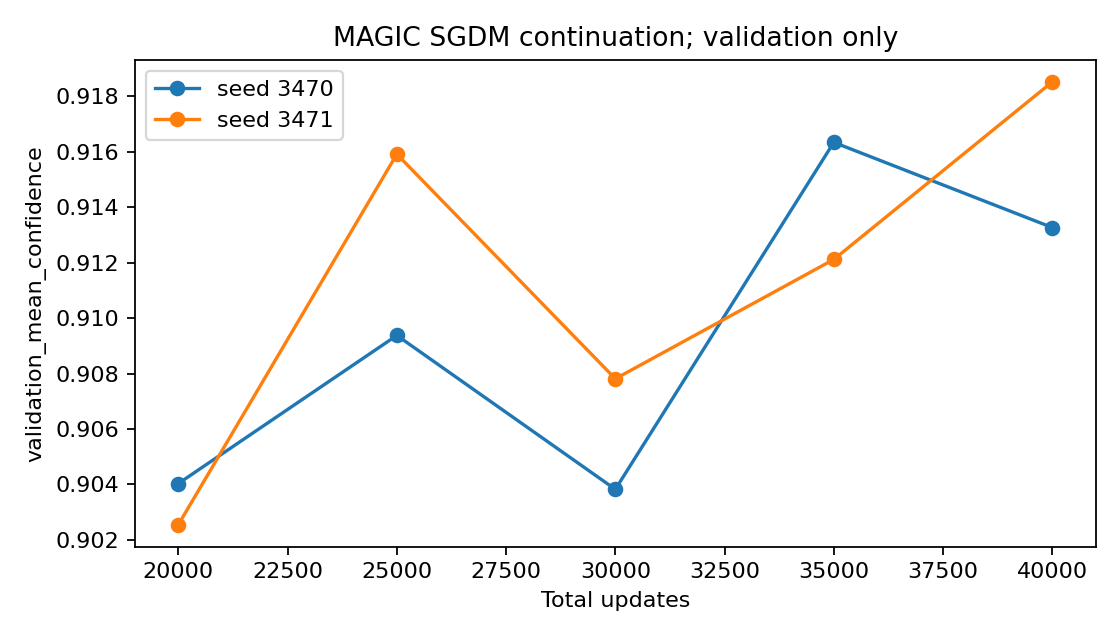 MAGIC SGDM continuation; validation only
seed 3470
seed 3471
validation_mean_confidence
0.918
0.916
0.914
0.912
0.910
0.908
0.906
0.904
0.902
20000 22500 25000 27500 30000 32500 35000 37500 40000
Total updates